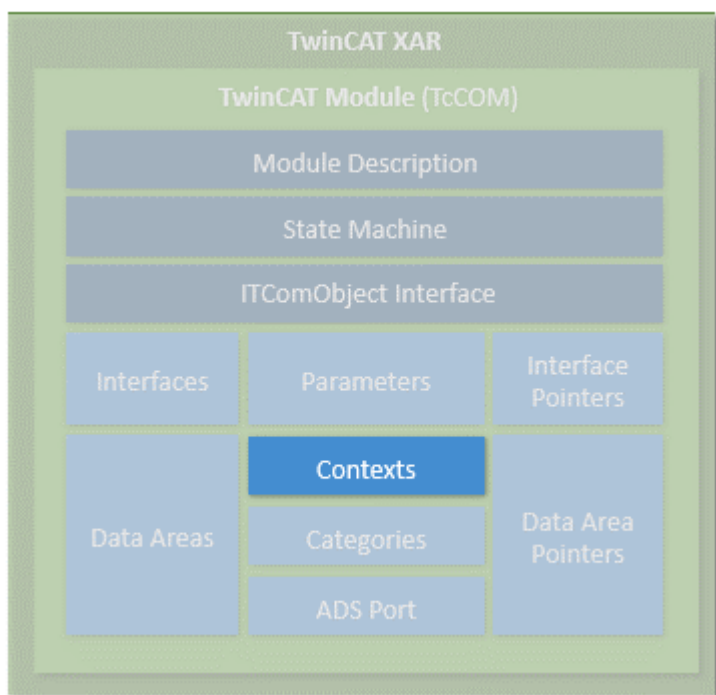 TwinCAT XAR
TwinCAT Module (TcCOM)
Module Description
State Machine
ITComObject Interface
Interfaces
Parameters
Interface
Pointers
Data Areas
Contexts
Categories
ADS Port
Data Area
Pointers